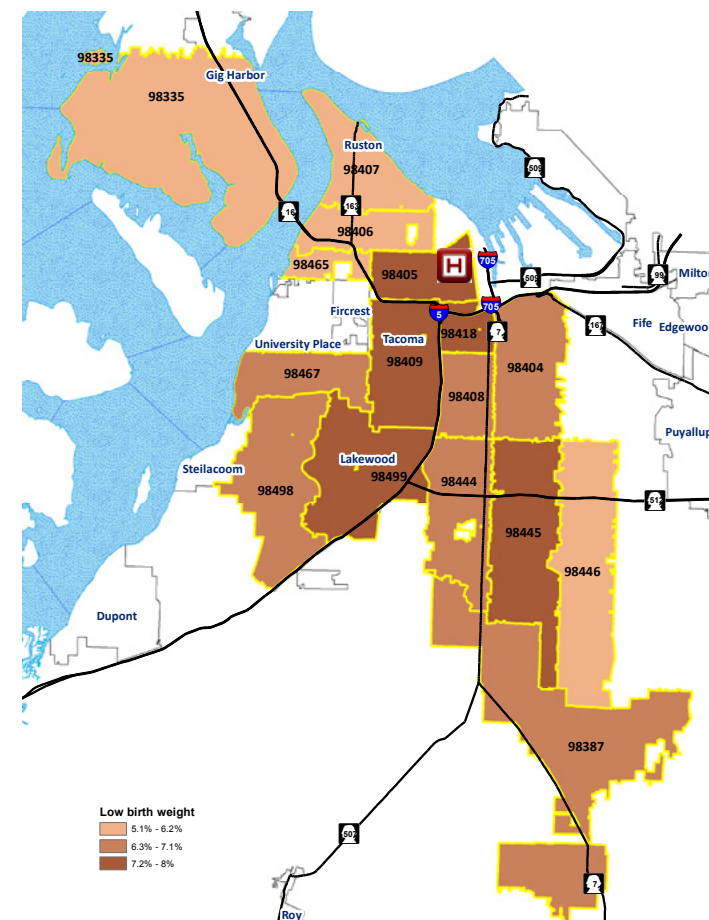 98335
Gig Harbor
98335
Ruston
98407
509
16
163
98406
705
98465
98405
H
509
99
Milto
705
Fircrest
5
Fife
Edgewoo
98418
7
167
University Place
Tacoma
98409
98467
98404
98408
Puyallup
Lakewood
Steilacoom
98499
98444
98498
512
98445
98446
Dupont
98387
Low birth weight
5.1% - 6.2%
6.3% - 7.1%
7.2% - 8%
507
7
Roy